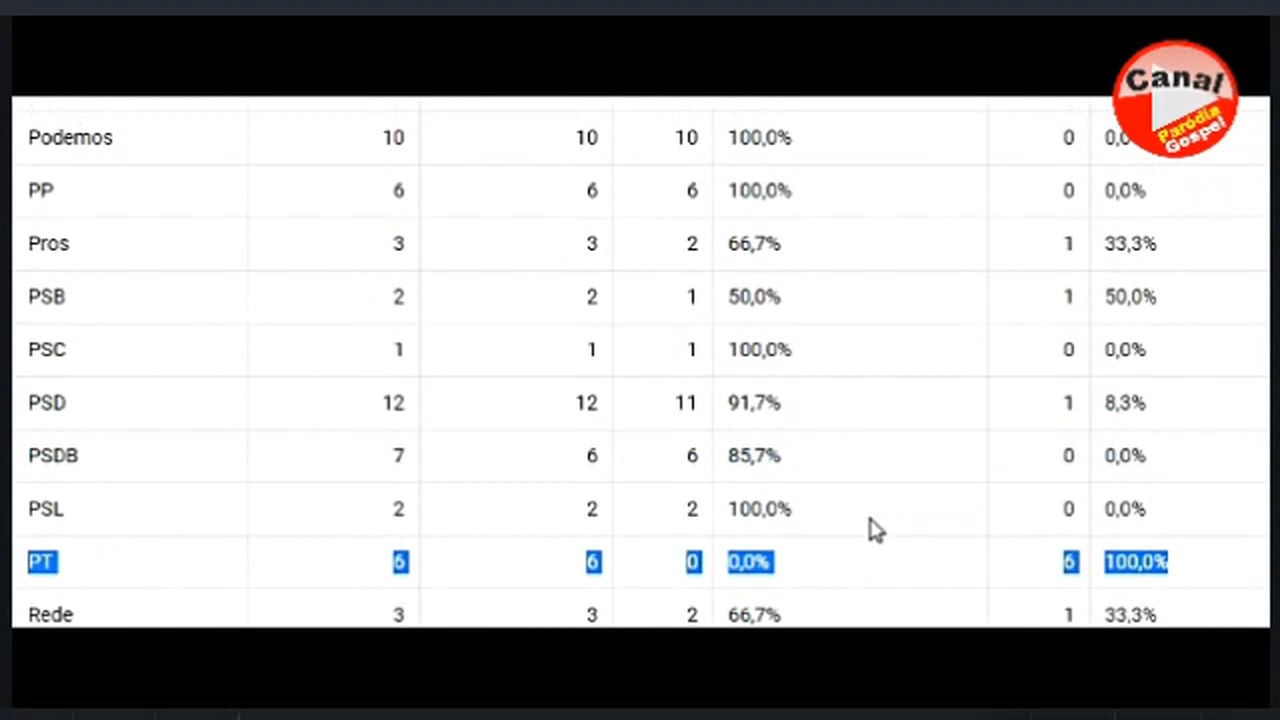 Canal
Paródia
Gospel
Podemos 10 10 10 100,0% 0 0,0
PP 6 6 6 100,0% 0 0,0%
Pros 3 3 2 66,7% 1 33,3%
PSB 2 2 1 50,0% 1 50,0%
PSC 1 1 1 100,0% 0 0,0%
PSD 12 12 11 91,7% 1 8,3%
PSDB 7 6 6 85,7% 0 0,0%
PSL 2 2 2 100,0% 0 0,0%
PT 6 6 0 0,0% 6 100,0%
Rede 3 3 2 66,7% 1 33,3%